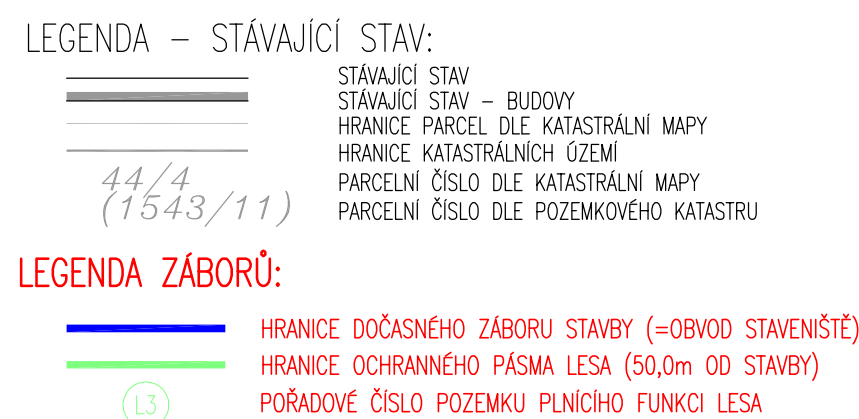 LEGENDA – STÁVAJÍCÍ STAV:
STÁVAJÍCÍ STAV
STÁVAJÍCÍ STAV – BUDOVY
HRANICE PARCEL DLE KATASTRÁLNÍ MAPY
HRANICE KATASTRÁLNÍCH ÚZEMÍ
44/4 PARCELNÍ ČÍSLO DLE KATASTRÁLNÍ MAPY
(1543/11) PARCELNÍ ČÍSLO DLE POZEMKOVÉHO KATASTRU
LEGENDA ZÁBORŮ:
HRANICE DOČASNÉHO ZÁBORU STAVBY (=OBVOD STAVENIŠTĚ)
HRANICE OCHRANNÉHO PÁSMA LESA (50,0m OD STAVBY)
L3 POŘADOVÉ ČÍSLO POZEMKU PLNÍCÍHO FUNKCI LESA